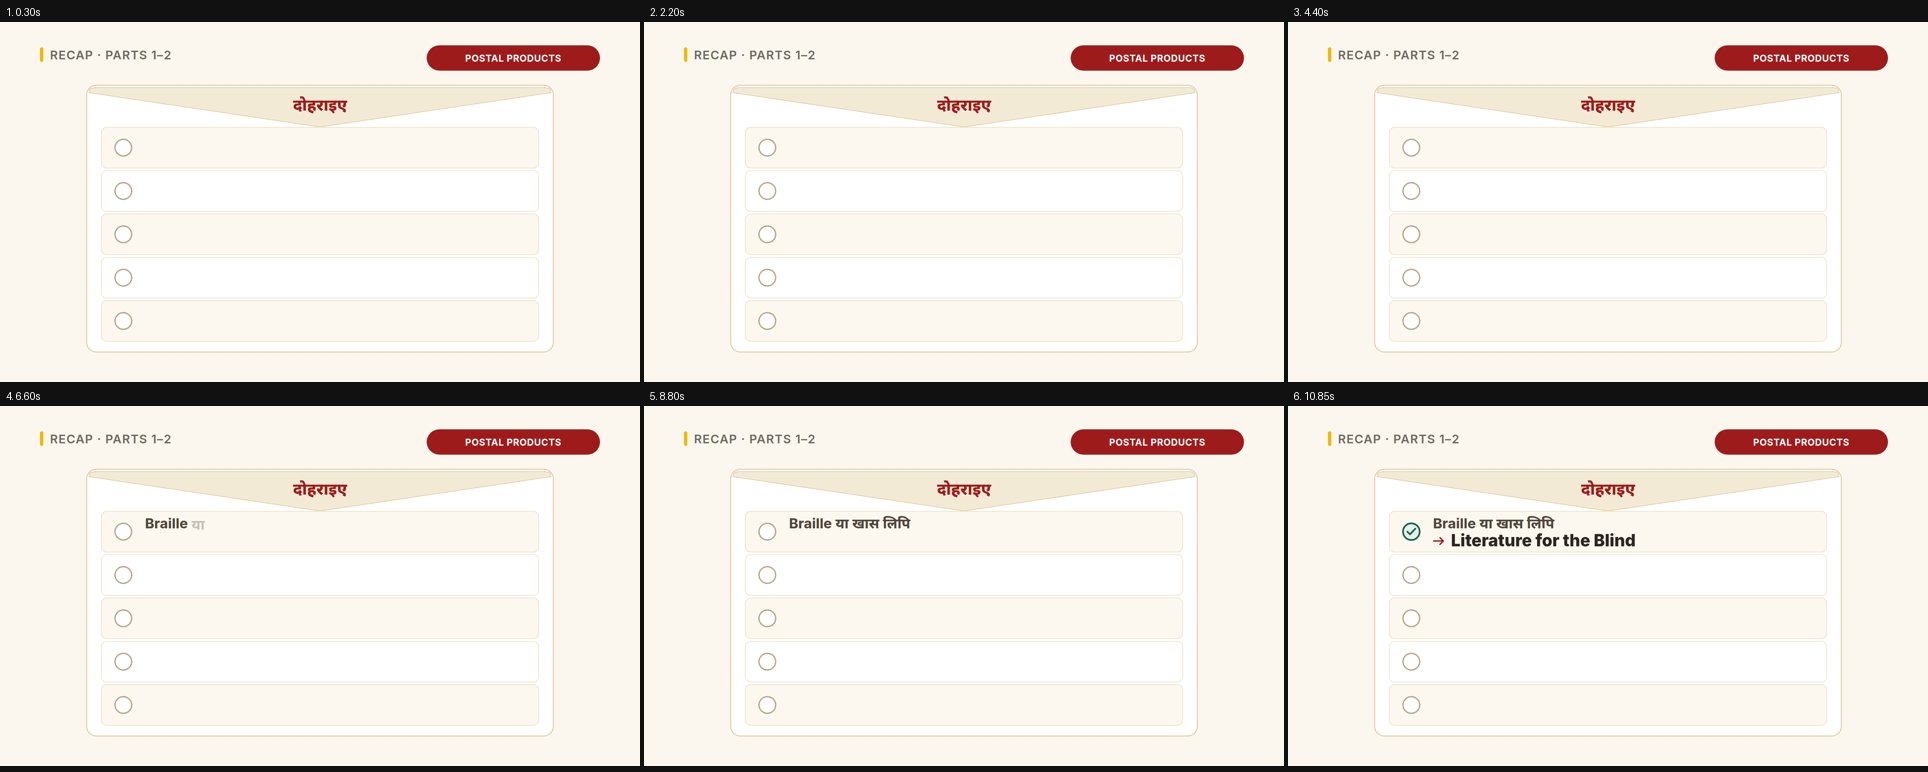 1. 0.30s
RECAP · PARTS 1–2
POSTAL PRODUCTS
दोहराइए
2. 2.20s
RECAP · PARTS 1–2
POSTAL PRODUCTS
दोहराइए
3. 4.40s
RECAP · PARTS 1–2
POSTAL PRODUCTS
दोहराइए
4. 6.60s
RECAP · PARTS 1–2
POSTAL PRODUCTS
दोहराइए
Braille या
5. 8.80s
RECAP · PARTS 1–2
POSTAL PRODUCTS
दोहराइए
Braille या खास लिपि
6. 10.85s
RECAP · PARTS 1–2
POSTAL PRODUCTS
दोहराइए
Braille या खास लिपि
→ Literature for the Blind